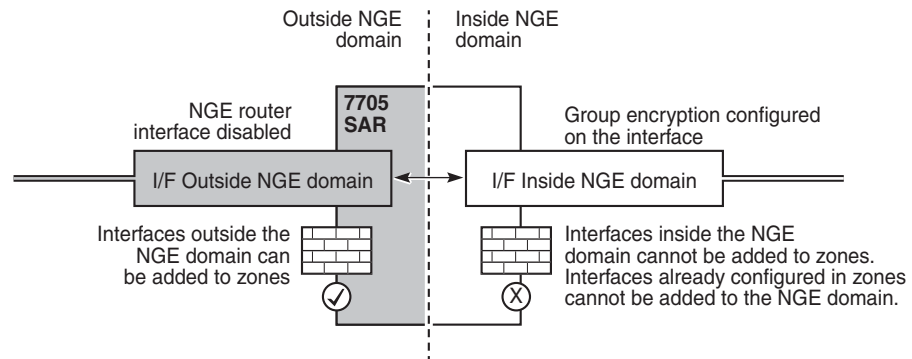 Outside NGE
domain
Inside NGE
domain
NGE router
interface disabled
7705
SAR
Group encryption configured
on the interface
I/F Outside NGE domain
I/F Inside NGE domain
Interfaces outside the
NGE domain can
be added to zones
Interfaces inside the NGE
domain cannot be added to zones.
Interfaces already configured in zones
cannot be added to the NGE domain.
X